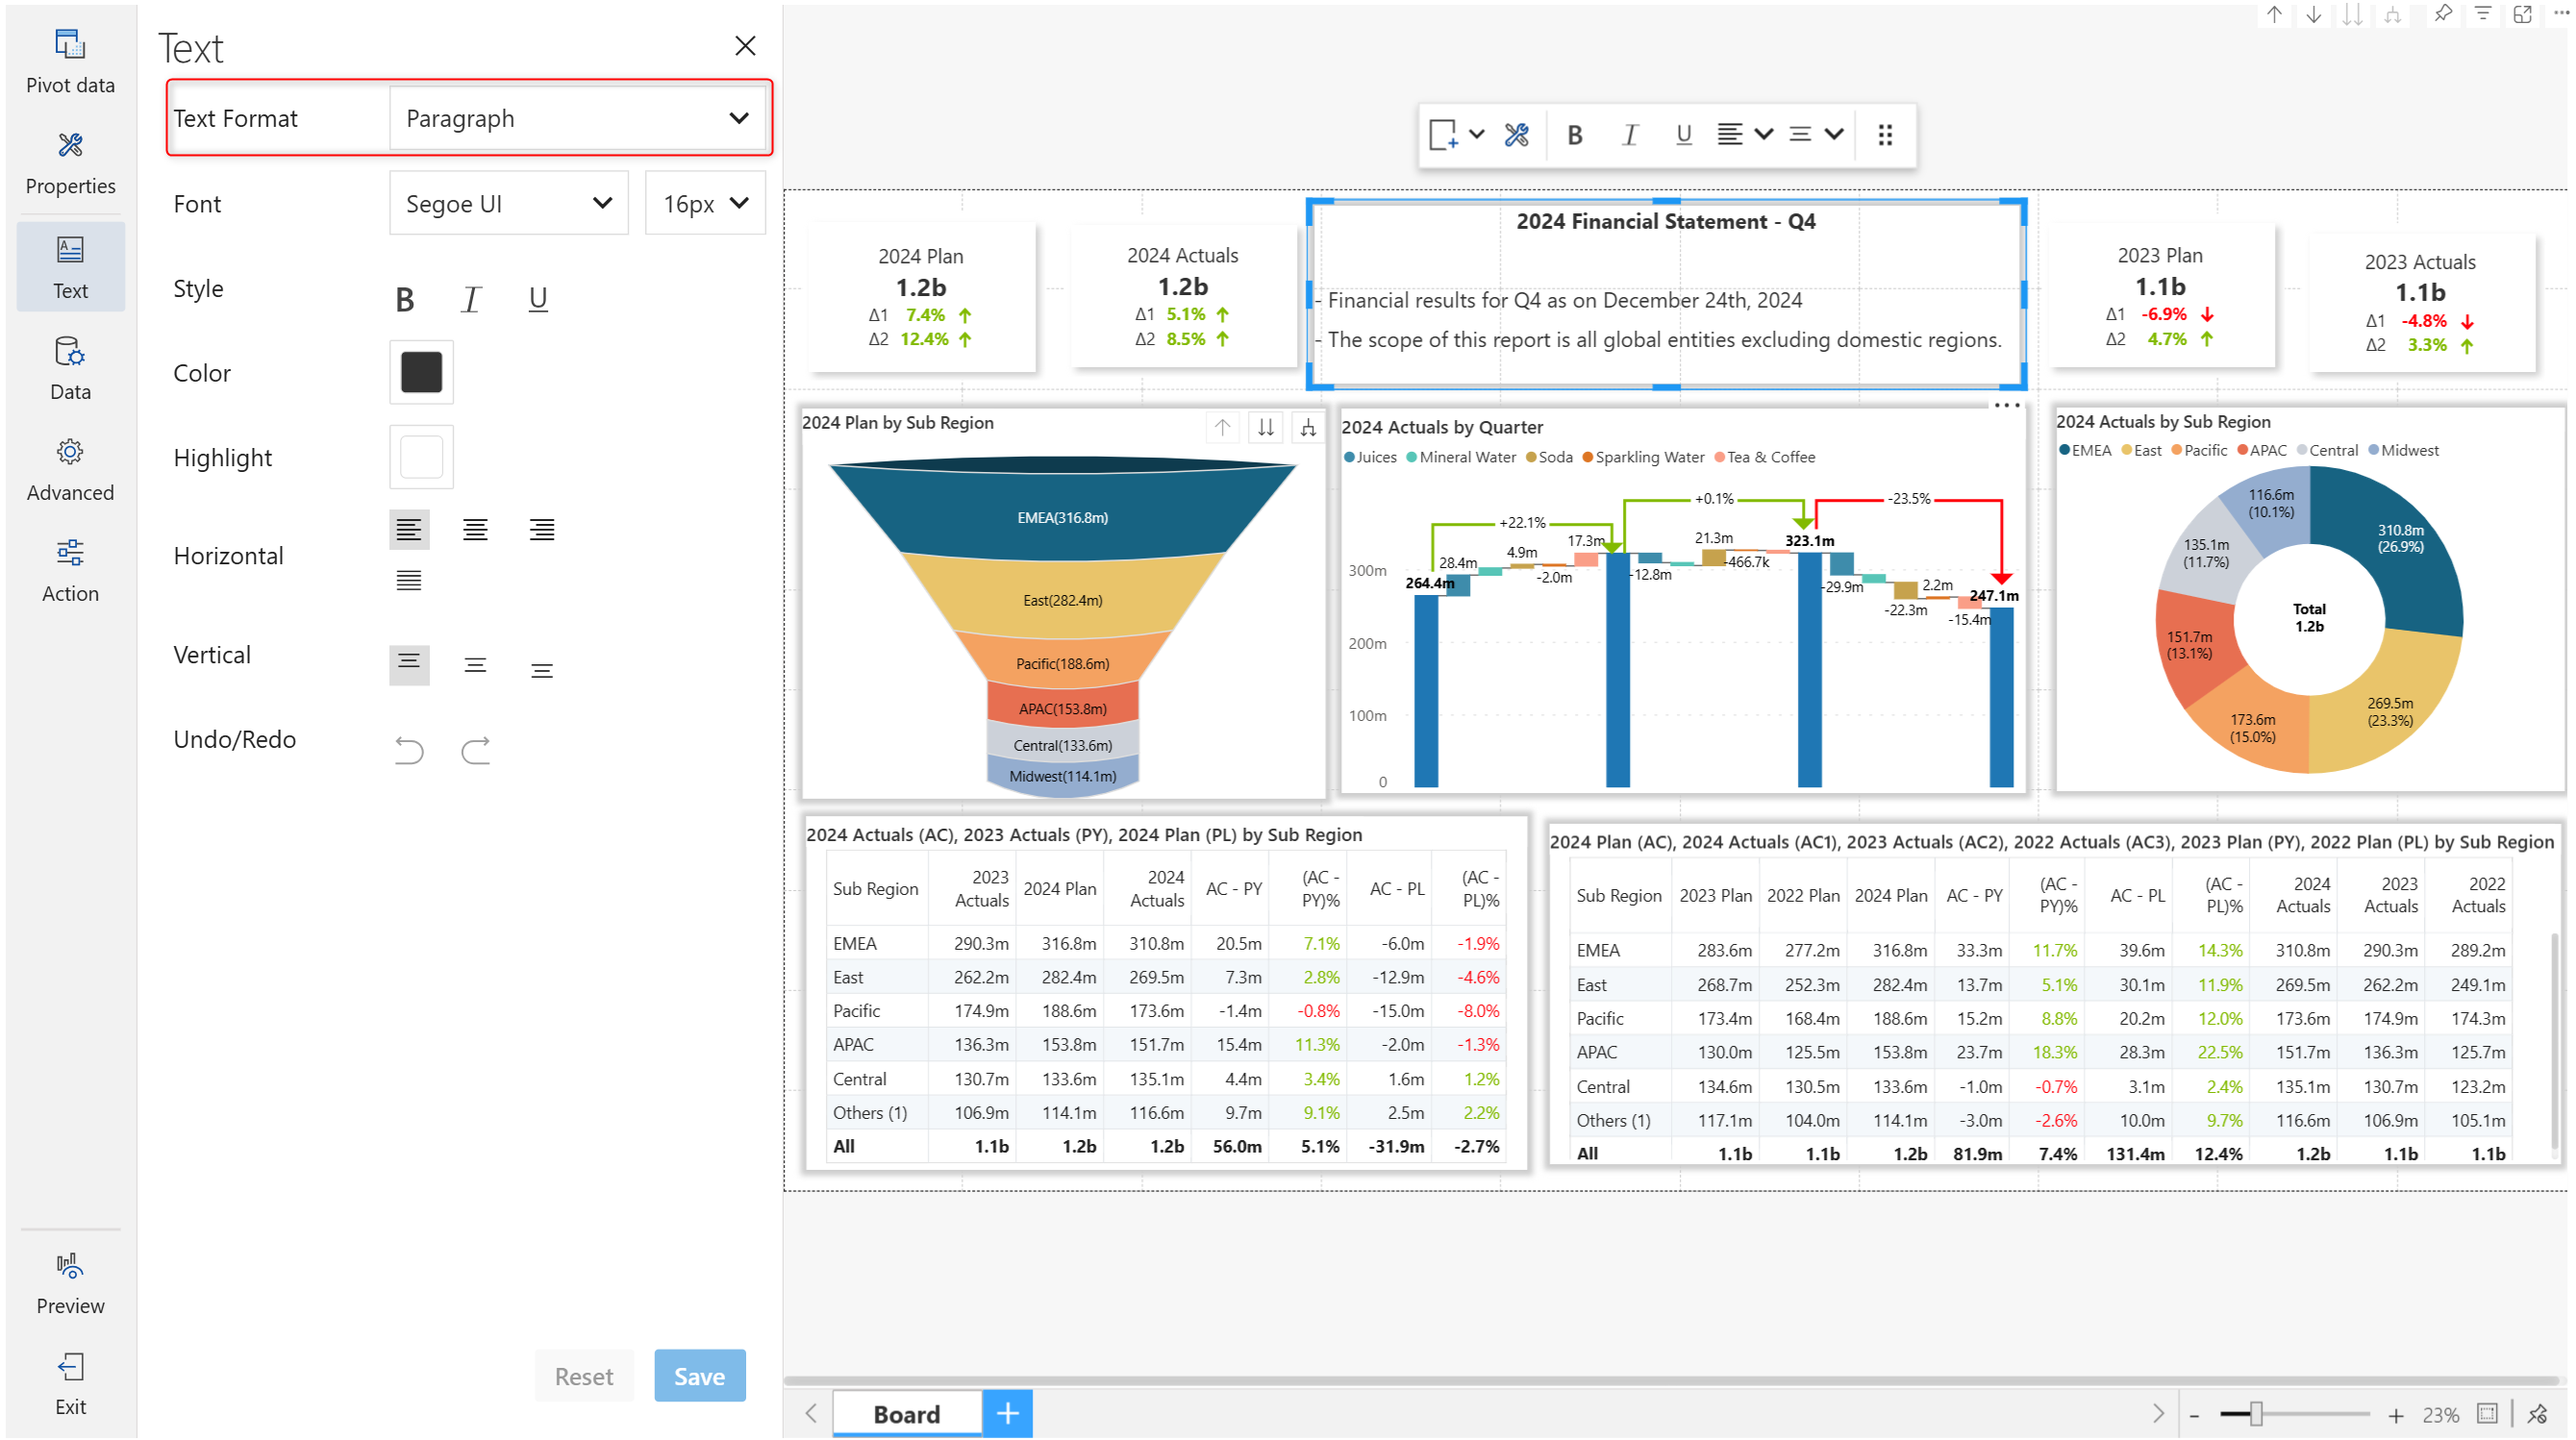 Pivot data
Properties
Text
Data
Advanced
Action
Preview
Exit
Text
Text Format Paragraph
Font Segoe UI 16px
Style B I U
Color
Highlight
Horizontal
Vertical
Undo/Redo
Reset Save
B I U
2024 Plan
1.2b
Δ1 7.4%
Δ2 12.4%
2024 Actuals
1.2b
Δ1 5.1%
Δ2 8.5%
2024 Financial Statement - Q4
- Financial results for Q4 as on December 24th, 2024
- The scope of this report is all global entities excluding domestic regions.
2023 Plan
1.1b
Δ1 -6.9%
Δ2 4.7%
2023 Actuals
1.1b
Δ1 -4.8%
Δ2 3.3%
2024 Plan by Sub Region
EMEA(316.8m)
East(282.4m)
Pacific(188.6m)
APAC(153.8m)
Central(133.6m)
Midwest(114.1m)
2024 Actuals by Quarter
Juices Mineral Water Soda Sparkling Water Tea & Coffee
+22.1% +0.1% -23.5%
300m
200m
100m
0
264.4m 28.4m 4.9m -2.0m 17.3m -12.8m 21.3m -466.7k 323.1m -29.9m -22.3m 2.2m -15.4m 247.1m
2024 Actuals by Sub Region
EMEA East Pacific APAC Central Midwest
310.8m
(26.9%)
269.5m
(23.3%)
173.6m
(15.0%)
151.7m
(13.1%)
135.1m
(11.7%)
116.6m
(10.1%)
Total
1.2b
2024 Actuals (AC), 2023 Actuals (PY), 2024 Plan (PL) by Sub Region
Sub Region 2023 Actuals 2024 Plan 2024 Actuals AC - PY (AC - PY)% AC - PL (AC - PL)%
EMEA 290.3m 316.8m 310.8m 20.5m 7.1% -6.0m -1.9%
East 262.2m 282.4m 269.5m 7.3m 2.8% -12.9m -4.6%
Pacific 174.9m 188.6m 173.6m -1.4m -0.8% -15.0m -8.0%
APAC 136.3m 153.8m 151.7m 15.4m 11.3% -2.0m -1.3%
Central 130.7m 133.6m 135.1m 4.4m 3.4% 1.6m 1.2%
Others (1) 106.9m 114.1m 116.6m 9.7m 9.1% 2.5m 2.2%
All 1.1b 1.2b 1.2b 56.0m 5.1% -31.9m -2.7%
2024 Plan (AC), 2024 Actuals (AC1), 2023 Actuals (AC2), 2022 Actuals (AC3), 2023 Plan (PY), 2022 Plan (PL) by Sub Region
Sub Region 2023 Plan 2022 Plan 2024 Plan AC - PY (AC - PY)% AC - PL (AC - PL)% 2024 Actuals 2023 Actuals 2022 Actuals
EMEA 283.6m 277.2m 316.8m 33.3m 11.7% 39.6m 14.3% 310.8m 290.3m 289.2m
East 268.7m 252.3m 282.4m 13.7m 5.1% 30.1m 11.9% 269.5m 262.2m 249.1m
Pacific 173.4m 168.4m 188.6m 15.2m 8.8% 20.2m 12.0% 173.6m 174.9m 174.3m
APAC 130.0m 125.5m 153.8m 23.7m 18.3% 28.3m 22.5% 151.7m 136.3m 125.7m
Central 134.6m 130.5m 133.6m -1.0m -0.7% 3.1m 2.4% 135.1m 130.7m 123.2m
Others (1) 117.1m 104.0m 114.1m -3.0m -2.6% 10.0m 9.7% 116.6m 106.9m 105.1m
All 1.1b 1.1b 1.2b 81.9m 7.4% 131.4m 12.4% 1.2b 1.1b 1.1b
Board + - + 23%